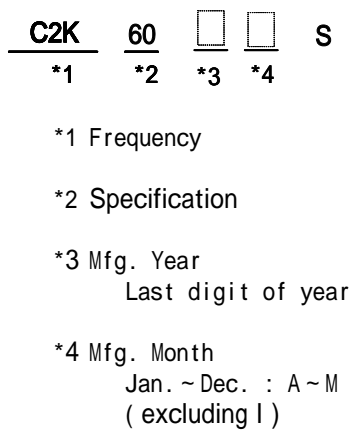 C2K 60 □ □ S
*1 *2 *3 *4
*1 Frequency
*2 Specification
*3 Mfg. Year
Last digit of year
*4 Mfg. Month
Jan. ~ Dec. : A ~ M
( excluding I )